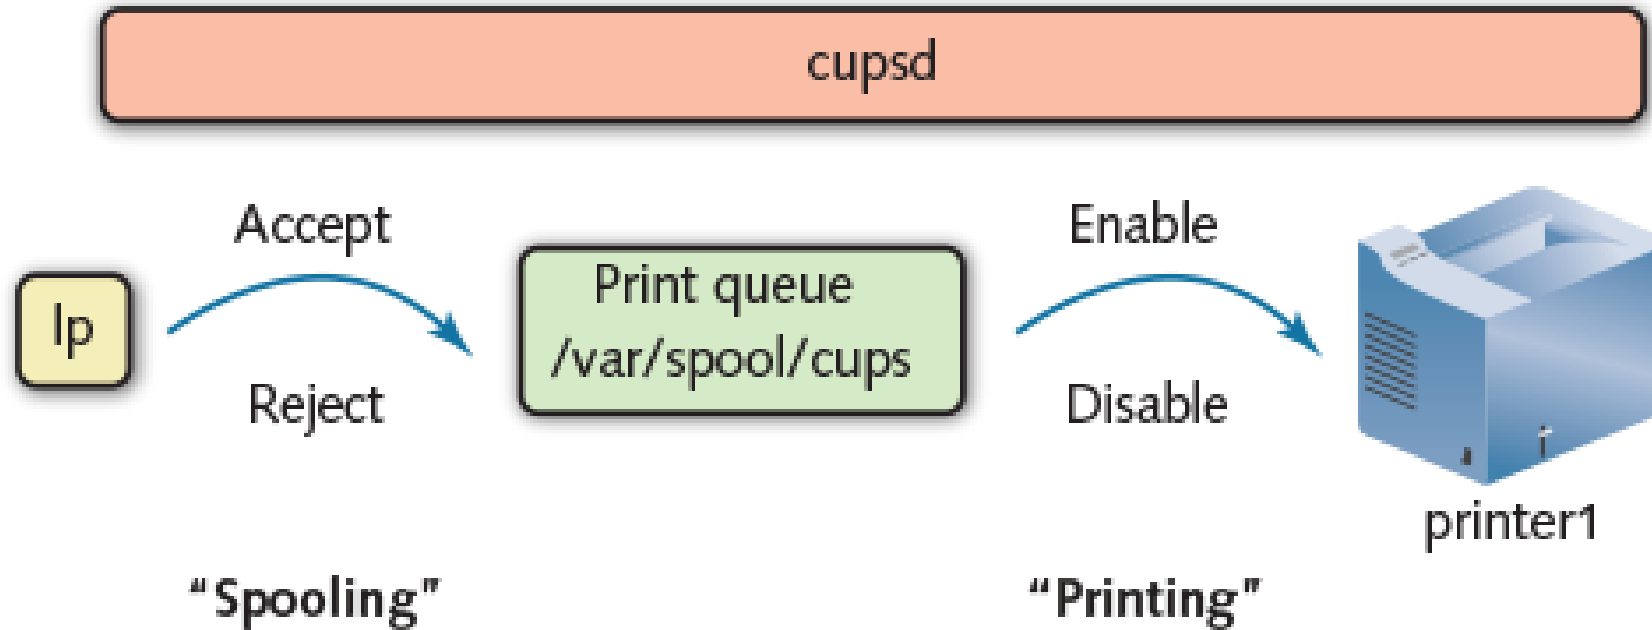 cupsd
Accept
Enable
lp
Print queue
/var/spool/cups
Reject
Disable
printer1
"Spooling"
"Printing"